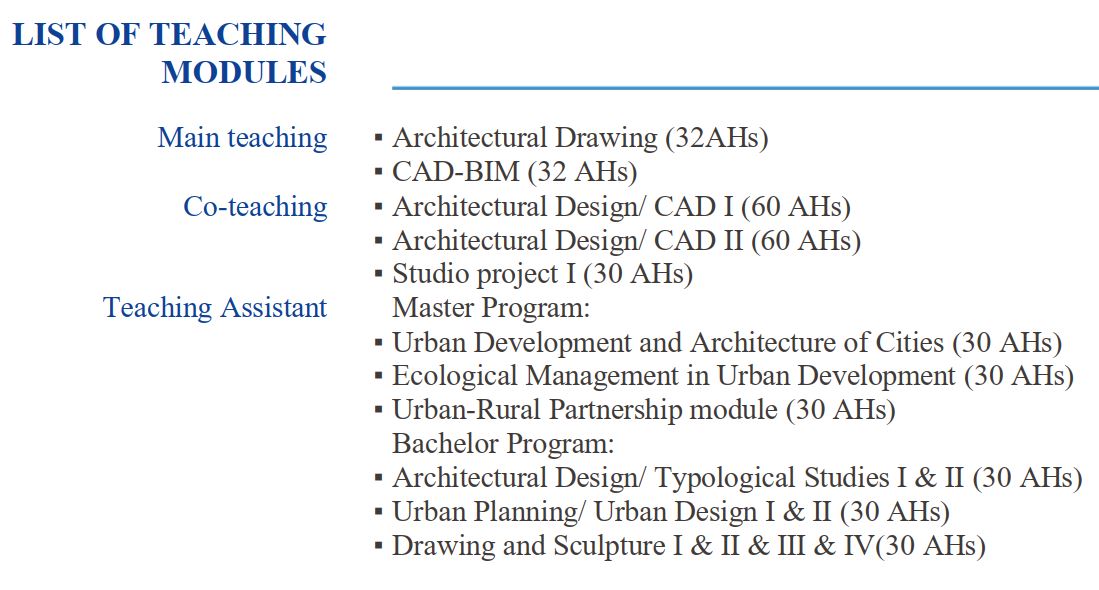 LIST OF TEACHING
MODULES
Main teaching
▪ Architectural Drawing (32AHs)
▪ CAD-BIM (32 AHs)
Co-teaching
▪ Architectural Design/ CAD I (60 AHs)
▪ Architectural Design/ CAD II (60 AHs)
▪ Studio project I (30 AHs)
Teaching Assistant
Master Program:
▪ Urban Development and Architecture of Cities (30 AHs)
▪ Ecological Management in Urban Development (30 AHs)
▪ Urban-Rural Partnership module (30 AHs)
Bachelor Program:
▪ Architectural Design/ Typological Studies I & II (30 AHs)
▪ Urban Planning/ Urban Design I & II (30 AHs)
▪ Drawing and Sculpture I & II & III & IV(30 AHs)